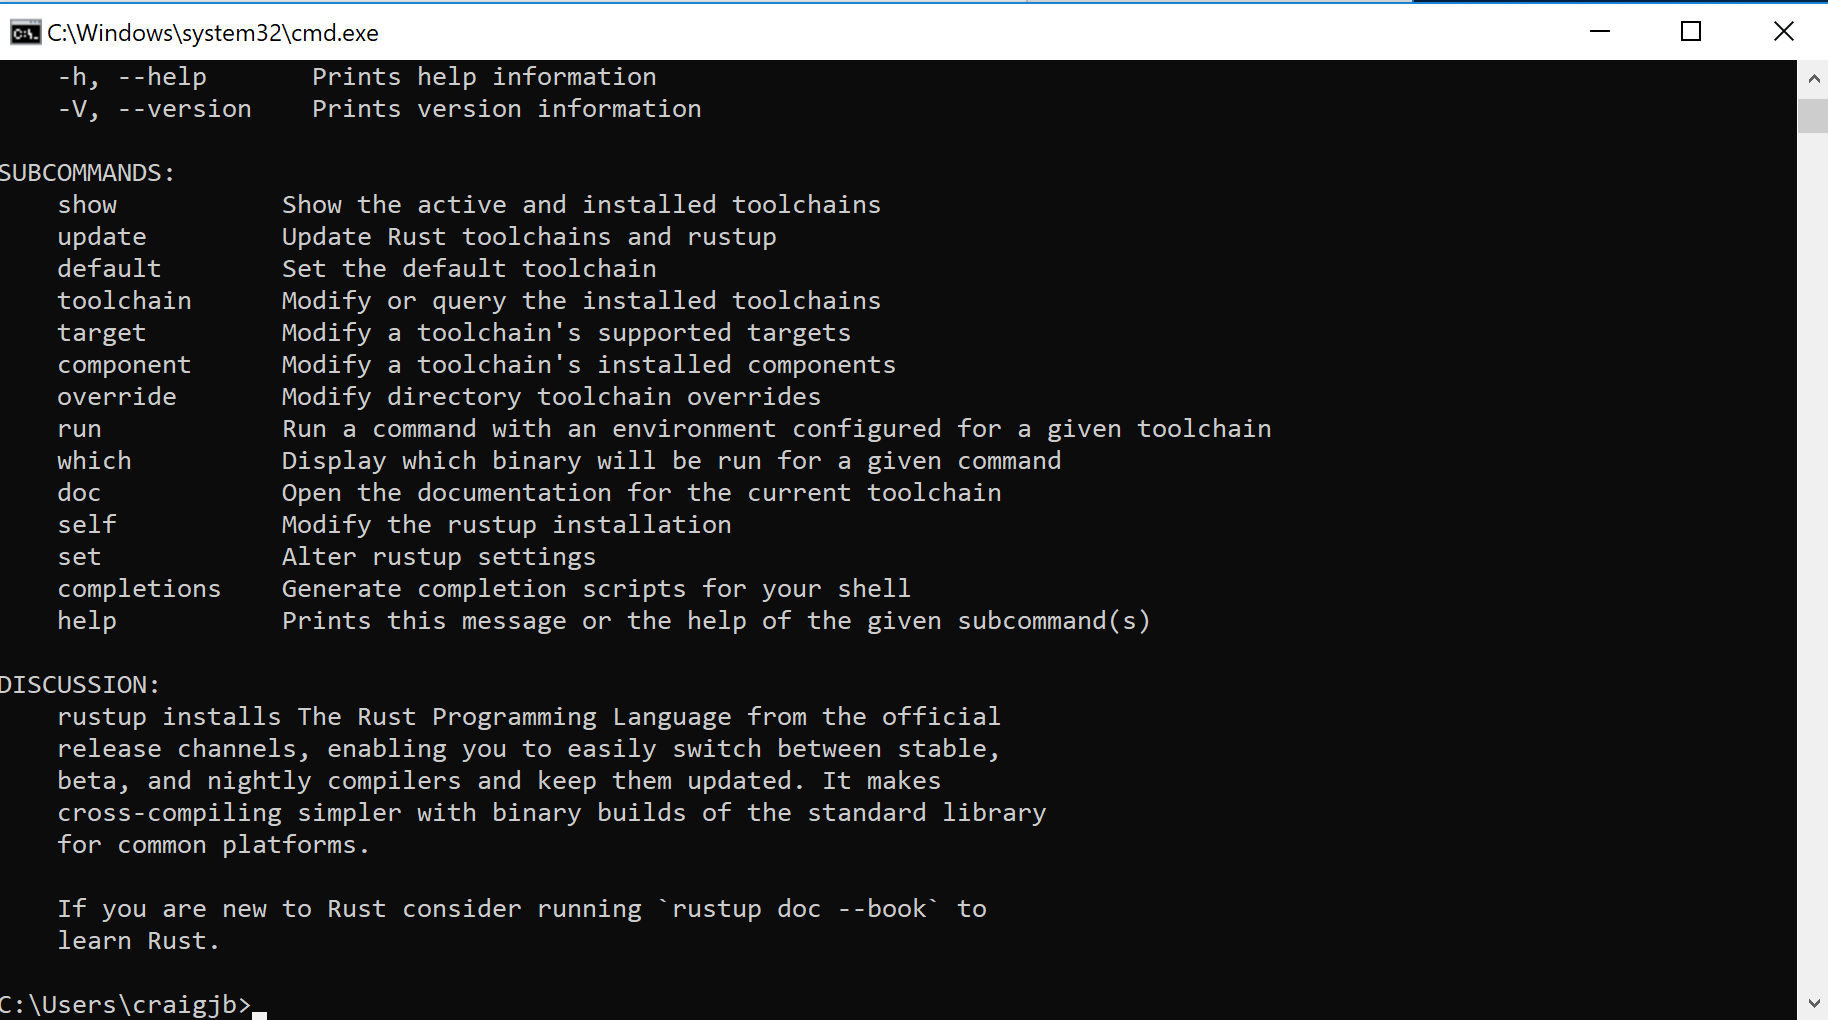 C:\Windows\system32\cmd.exe
    -h, --help       Prints help information
    -V, --version    Prints version information

SUBCOMMANDS:
    show           Show the active and installed toolchains
    update         Update Rust toolchains and rustup
    default        Set the default toolchain
    toolchain      Modify or query the installed toolchains
    target         Modify a toolchain's supported targets
    component      Modify a toolchain's installed components
    override       Modify directory toolchain overrides
    run            Run a command with an environment configured for a given toolchain
    which          Display which binary will be run for a given command
    doc            Open the documentation for the current toolchain
    self           Modify the rustup installation
    set            Alter rustup settings
    completions    Generate completion scripts for your shell
    help           Prints this message or the help of the given subcommand(s)

DISCUSSION:
    rustup installs The Rust Programming Language from the official
    release channels, enabling you to easily switch between stable,
    beta, and nightly compilers and keep them updated. It makes
    cross-compiling simpler with binary builds of the standard library
    for common platforms.

    If you are new to Rust consider running `rustup doc --book` to
    learn Rust.

C:\Users\craigjb>